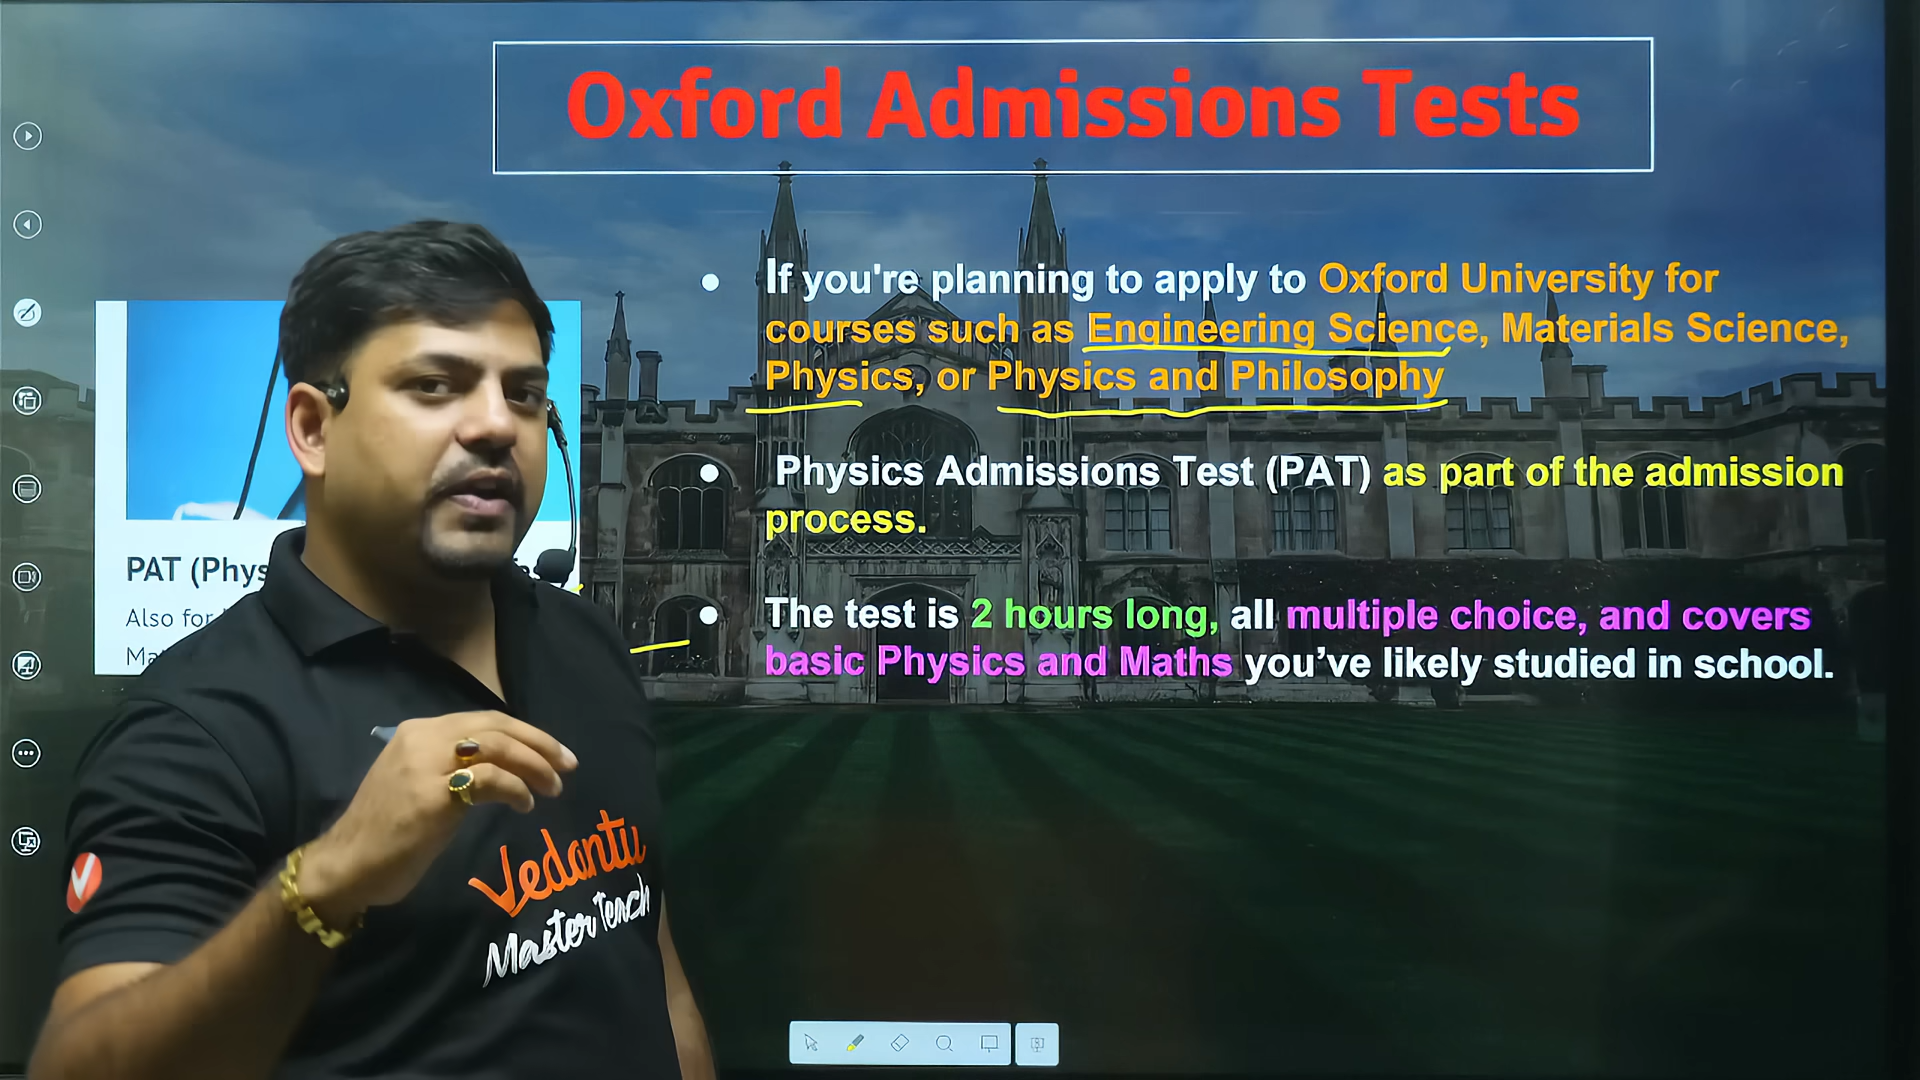 Oxford Admissions Tests
If you're planning to apply to Oxford University for
courses such as Engineering Science, Materials Science,
Physics, or Physics and Philosophy
Physics Admissions Test (PAT) as part of the admission
process.
The test is 2 hours long, all multiple choice, and covers
basic Physics and Maths you’ve likely studied in school.
PAT (Phys
Also for
Ma
Vedantu
Master Teach